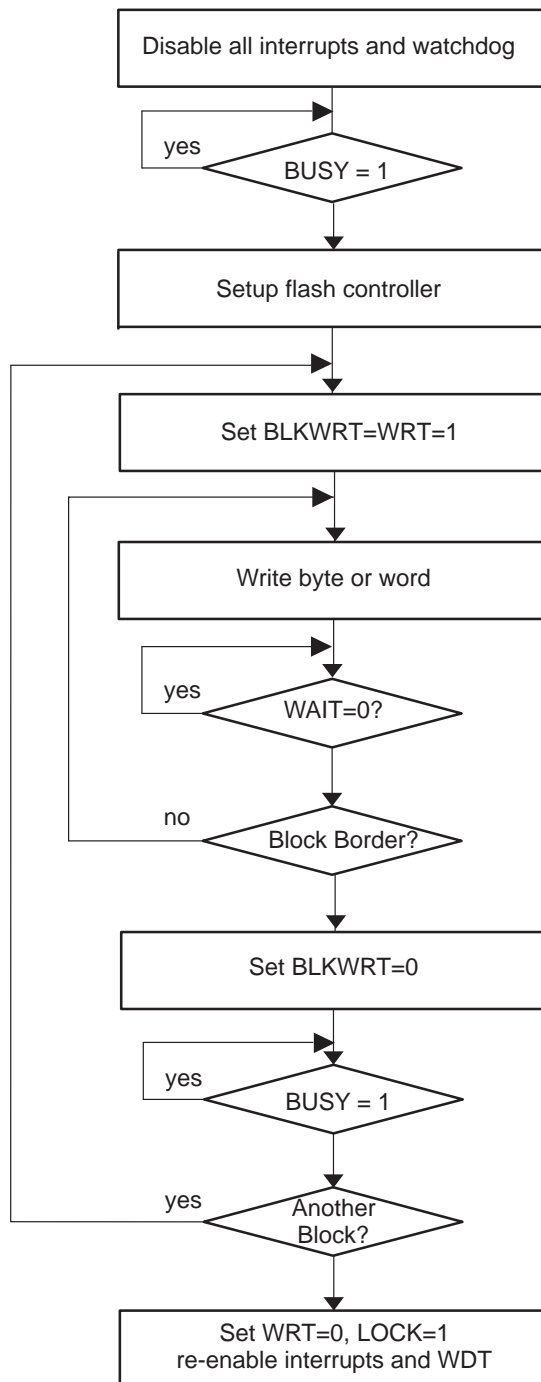 Disable all interrupts and watchdog
yes
BUSY = 1
Setup flash controller
Set BLKWRT=WRT=1
Write byte or word
yes
WAIT=0?
no
Block Border?
Set BLKWRT=0
yes
BUSY = 1
yes
Another
Block?
Set WRT=0, LOCK=1
re-enable interrupts and WDT